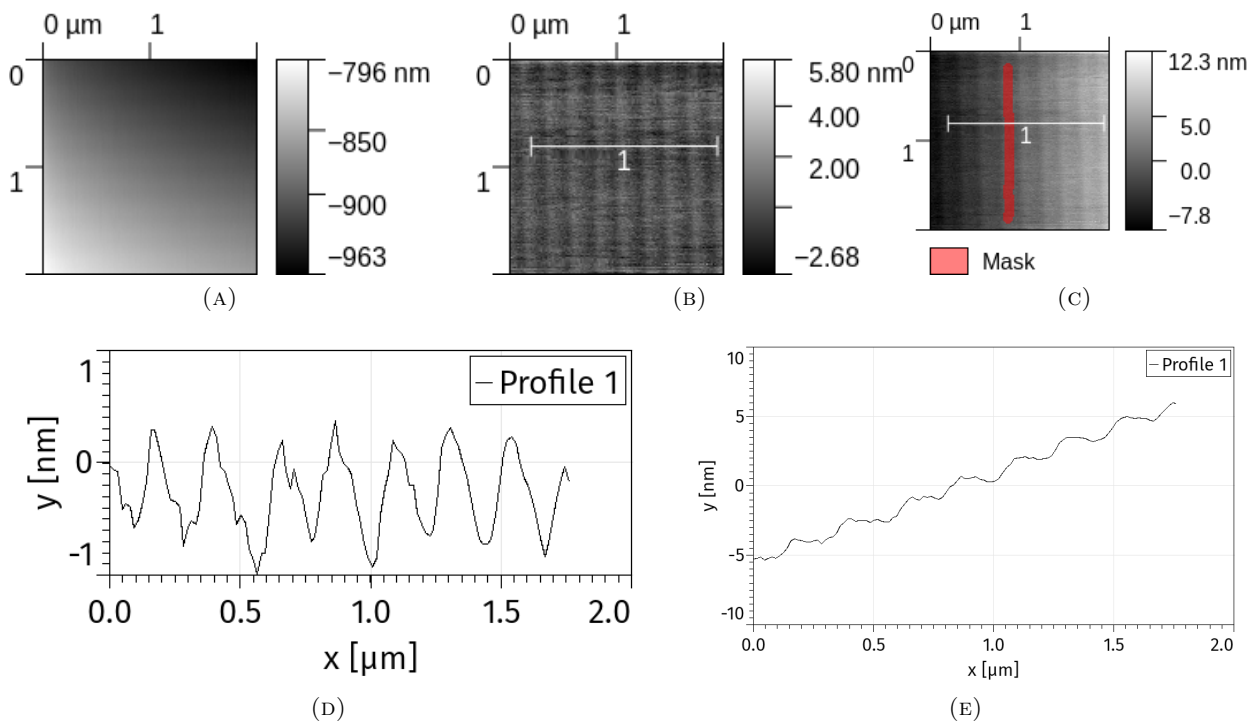 0 µm 1
0
1
−796 nm
−850
−900
−963
(A)
0 µm 1
0
1
1
5.80 nm
4.00
2.00
−2.68
(B)
0 µm 1
0
1
1
12.3 nm
5.0
0.0
−7.8
Mask
(C)
1
0
-1
y [nm]
Profile 1
0.0 0.5 1.0 1.5 2.0
x [µm]
(D)
10
5
0
-5
-10
y [nm]
Profile 1
0.0 0.5 1.0 1.5 2.0
x [µm]
(E)